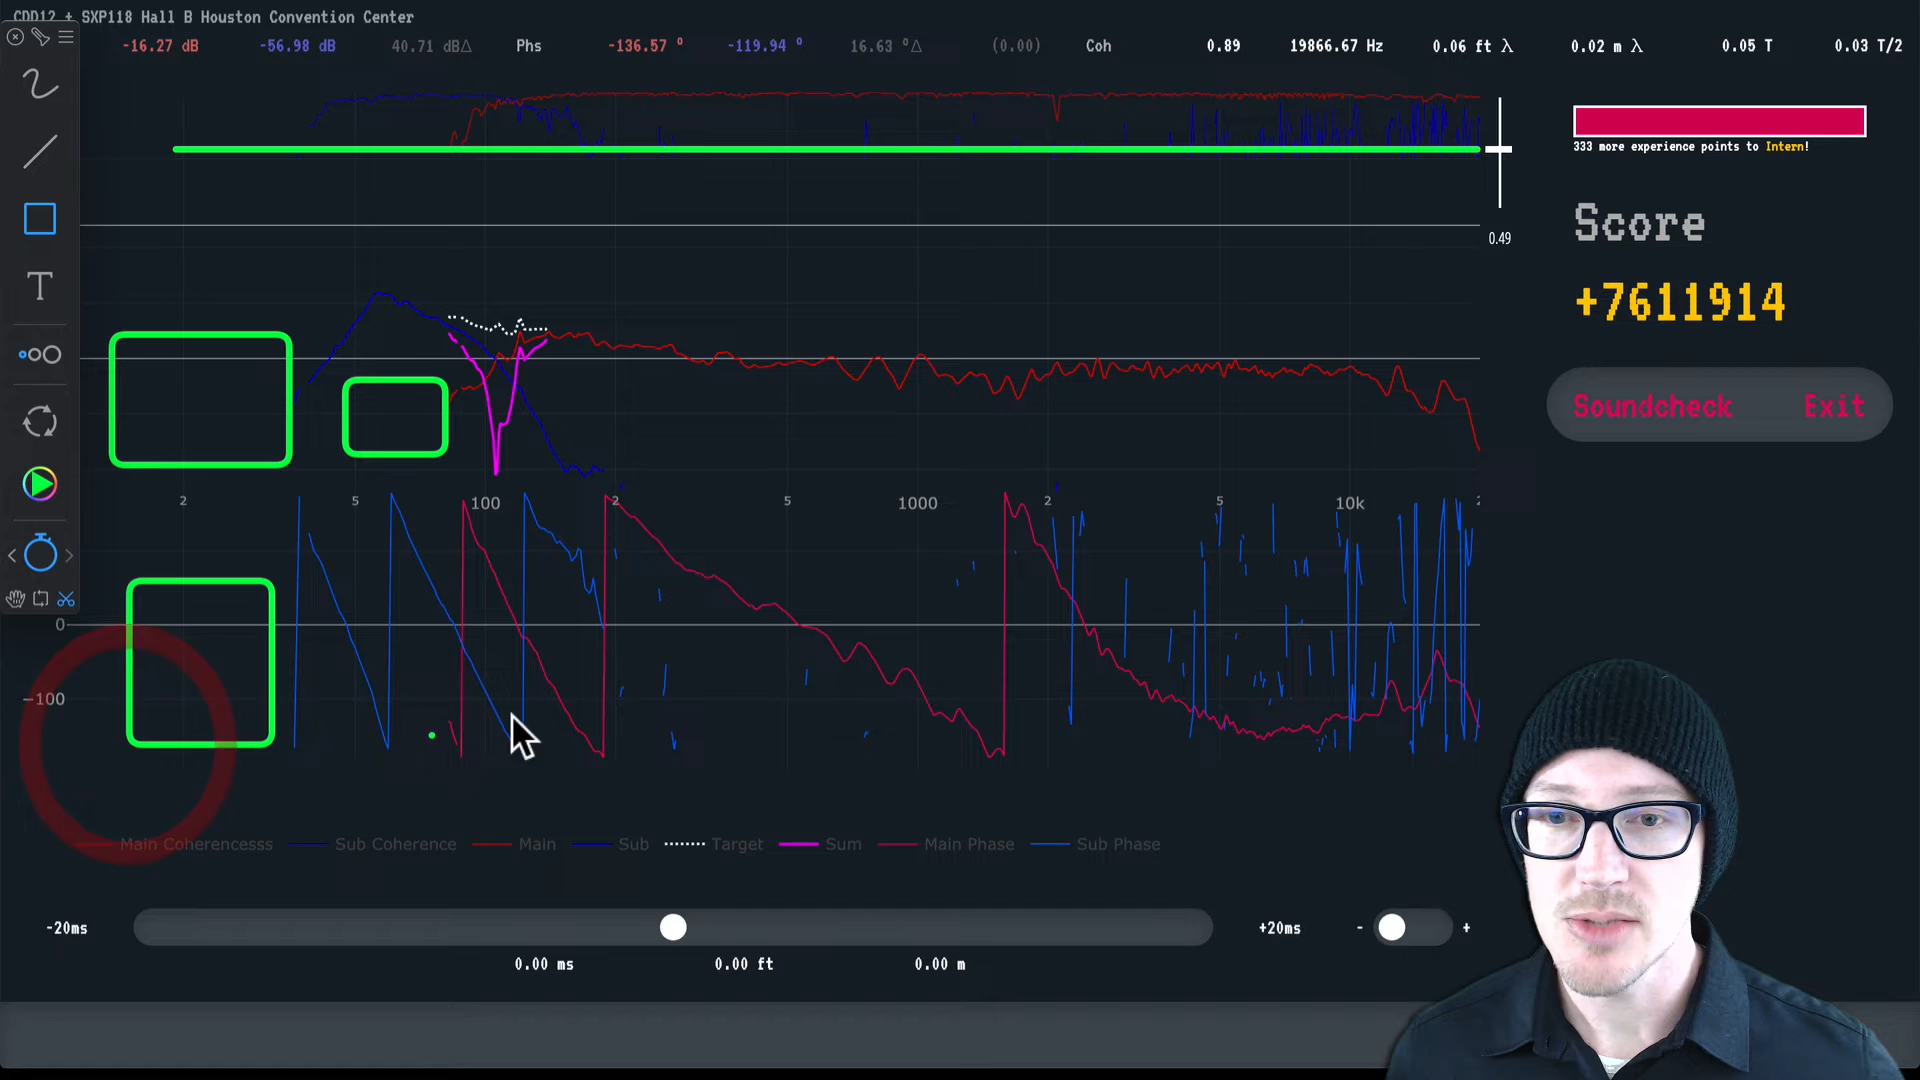 CDD12 + SXP118 Hall B Houston Convention Center
-16.27 dB -56.98 dB 40.71 dBΔ Phs -136.57 ° -119.94 ° 16.63 °Δ (0.00) Coh 0.89 19866.67 Hz 0.06 ft λ 0.02 m λ 0.05 T 0.03 T/2
333 more experience points to Intern!
Score
0.49
+7611914
T
Soundcheck Exit
2 5 100 2 5 1000 2 5 10k 2
0
-100
Main Coherencesss Sub Coherence Main Sub Target Sum Main Phase Sub Phase
-20ms +20ms - +
0.00 ms 0.00 ft 0.00 m